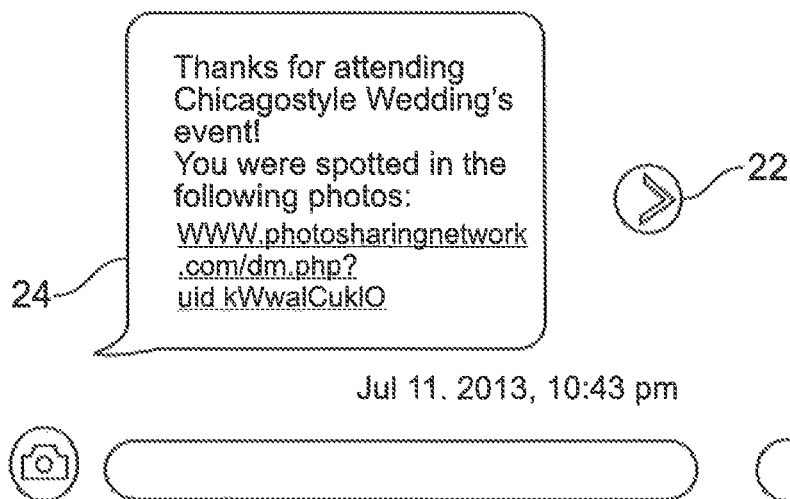 Thanks for attending
Chicagostyle Wedding's
event!
You were spotted in the
following photos:
WWW.photosharingnetwork
.com/dm.php?
uid kWwalCuklO
22
24
Jul 11. 2013, 10:43 pm